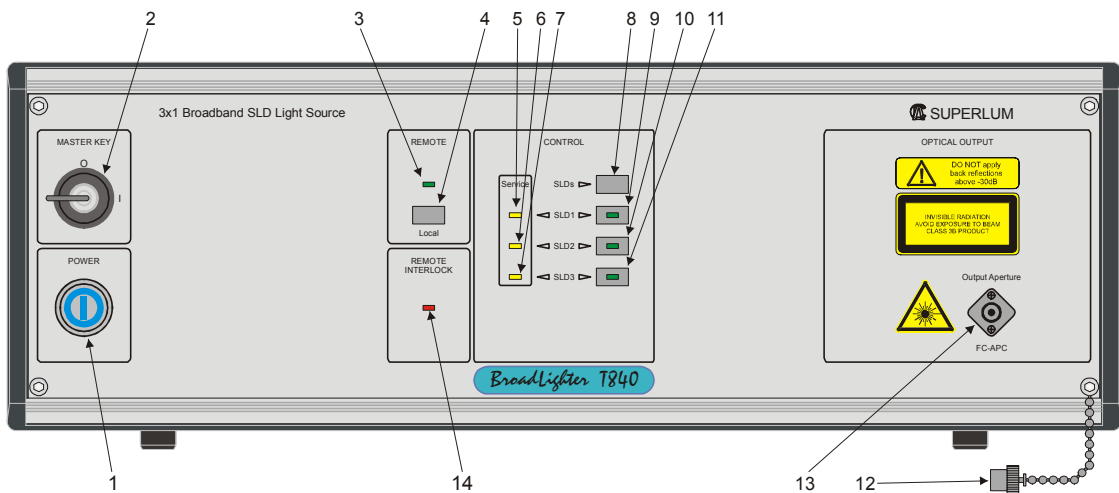 2 3 4 5 6 7 8 9 10 11
3x1 Broadband SLD Light Source
SUPERLUM
MASTER KEY
O
I
POWER
REMOTE
Local
REMOTE
INTERLOCK
CONTROL
Service
SLDs
SLD1
SLD2
SLD3
BroadLighter T840
OPTICAL OUTPUT
DO NOT apply
back reflections
above -30dB
INVISIBLE RADIATION
AVOID EXPOSURE TO BEAM
CLASS 3B PRODUCT
Output Aperture
FC-APC
1 14 13 12